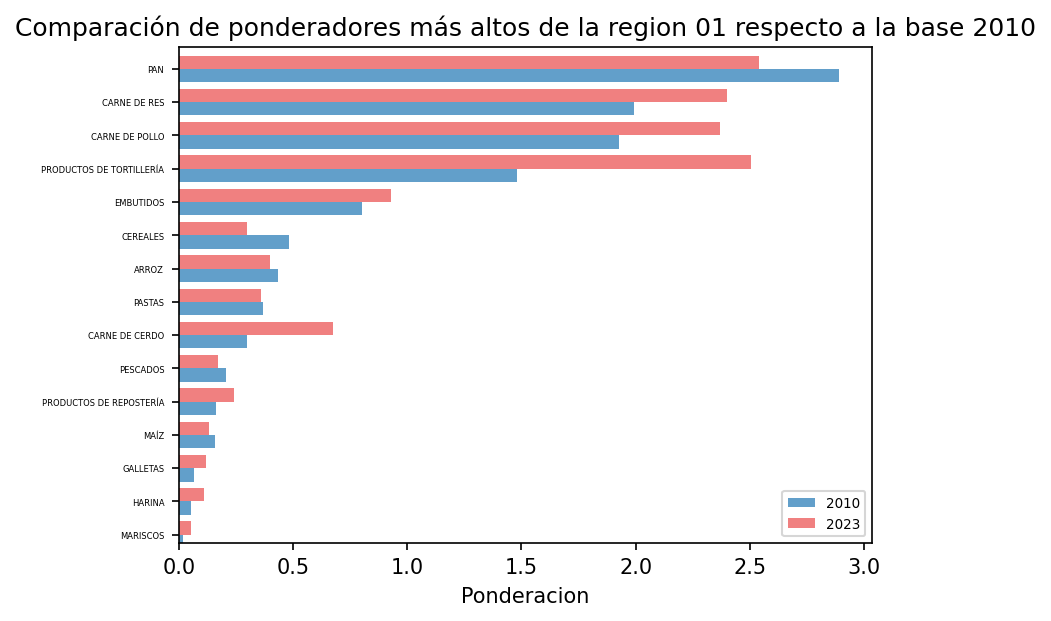 Comparación de ponderadores más altos de la region 01 respecto a la base 2010
PAN
CARNE DE RES
CARNE DE POLLO
PRODUCTOS DE TORTILLERÍA
EMBUTIDOS
CEREALES
ARROZ
PASTAS
CARNE DE CERDO
PESCADOS
PRODUCTOS DE REPOSTERÍA
MAÍZ
GALLETAS
HARINA
MARISCOS
2010
2023
0.0 0.5 1.0 1.5 2.0 2.5 3.0
Ponderacion